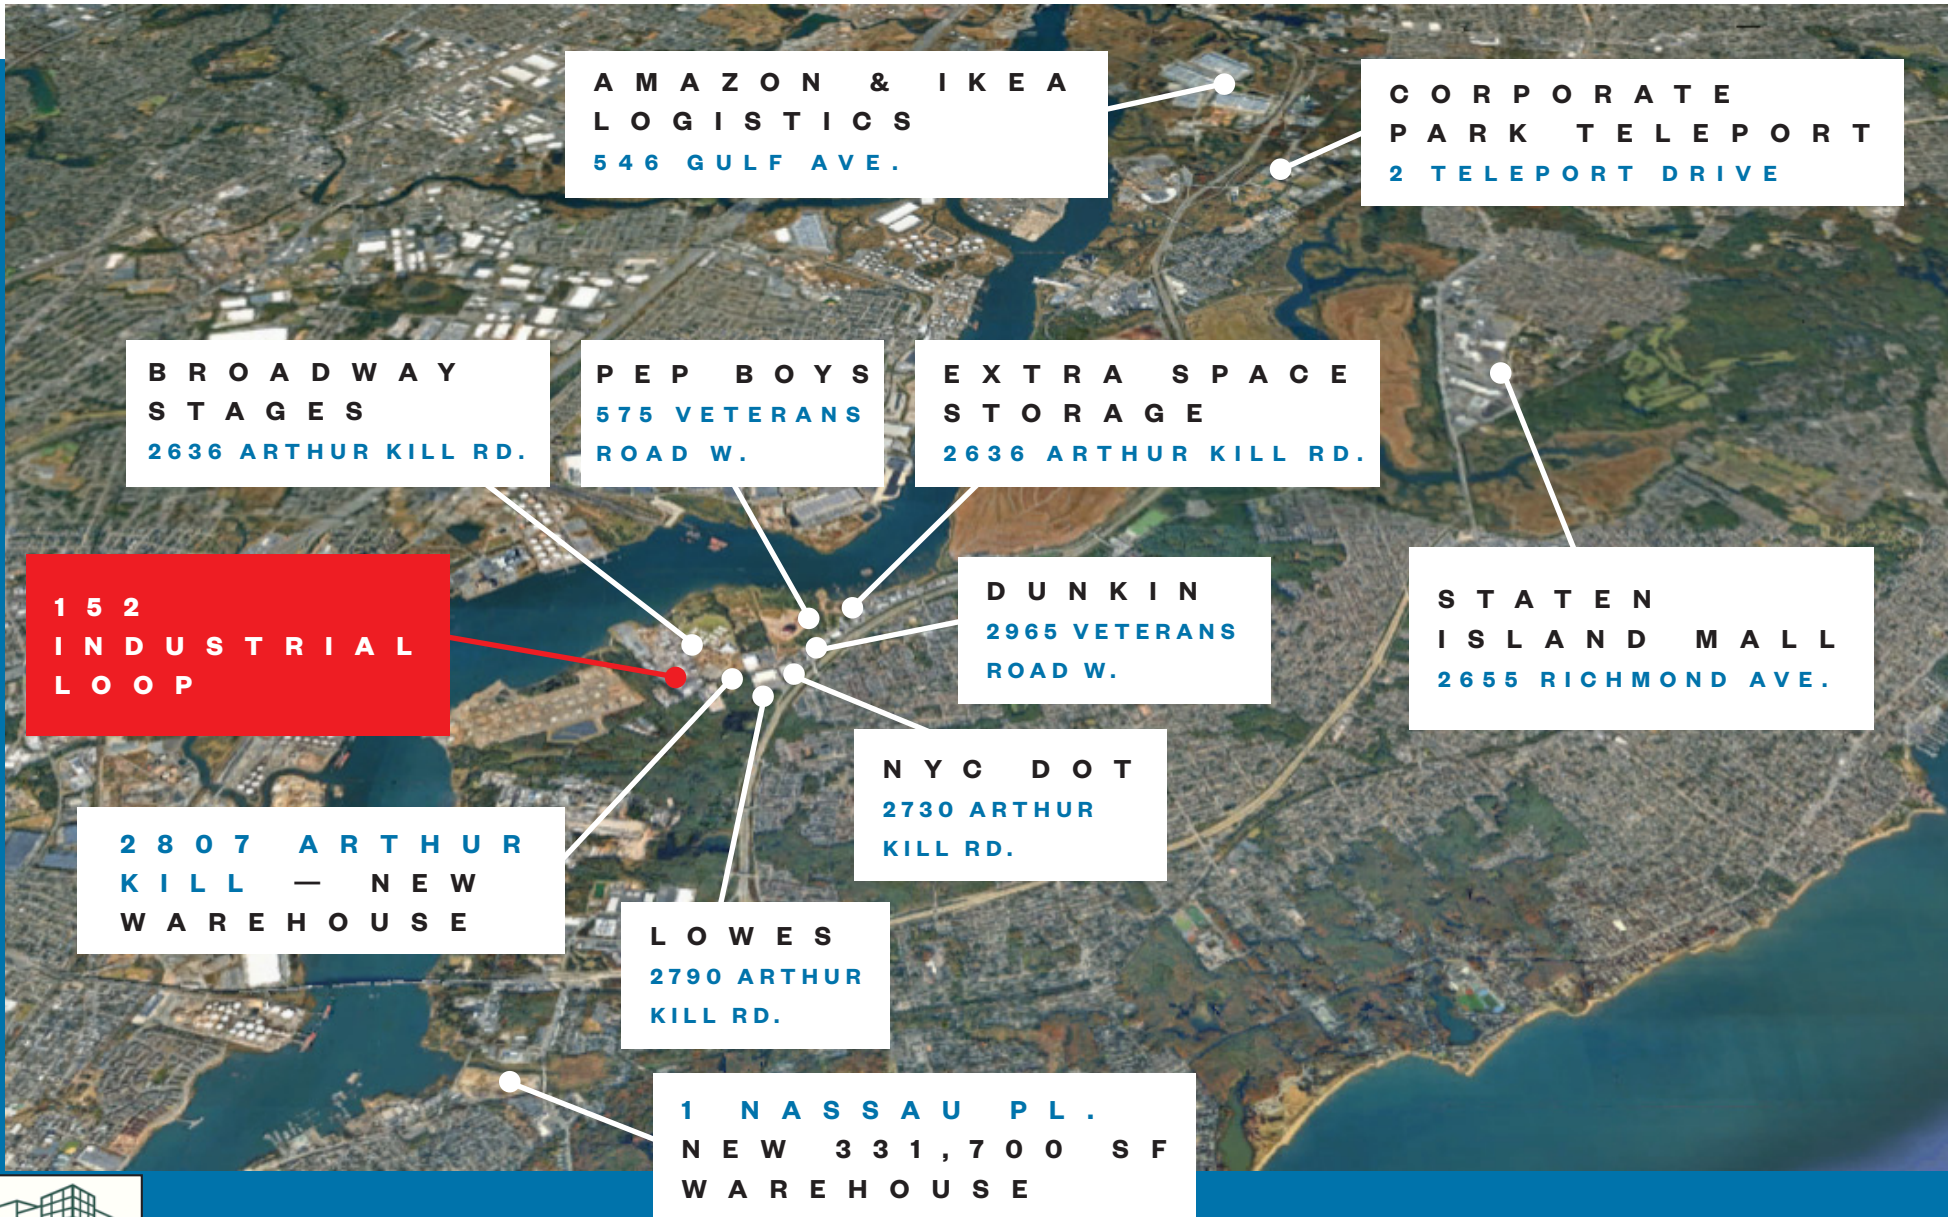 AMAZON & IKEA
LOGISTICS
546 GULF AVE.
CORPORATE
PARK TELEPORT
2 TELEPORT DRIVE
BROADWAY
STAGES
2636 ARTHUR KILL RD.
PEP BOYS
575 VETERANS
ROAD W.
EXTRA SPACE
STORAGE
2636 ARTHUR KILL RD.
152
INDUSTRIAL
LOOP
DUNKIN
2965 VETERANS
ROAD W.
STATEN
ISLAND MALL
2655 RICHMOND AVE.
NYC DOT
2730 ARTHUR
KILL RD.
2807 ARTHUR
KILL — NEW
WAREHOUSE
LOWES
2790 ARTHUR
KILL RD.
1 NASSAU PL.
NEW 331,700 SF
WAREHOUSE